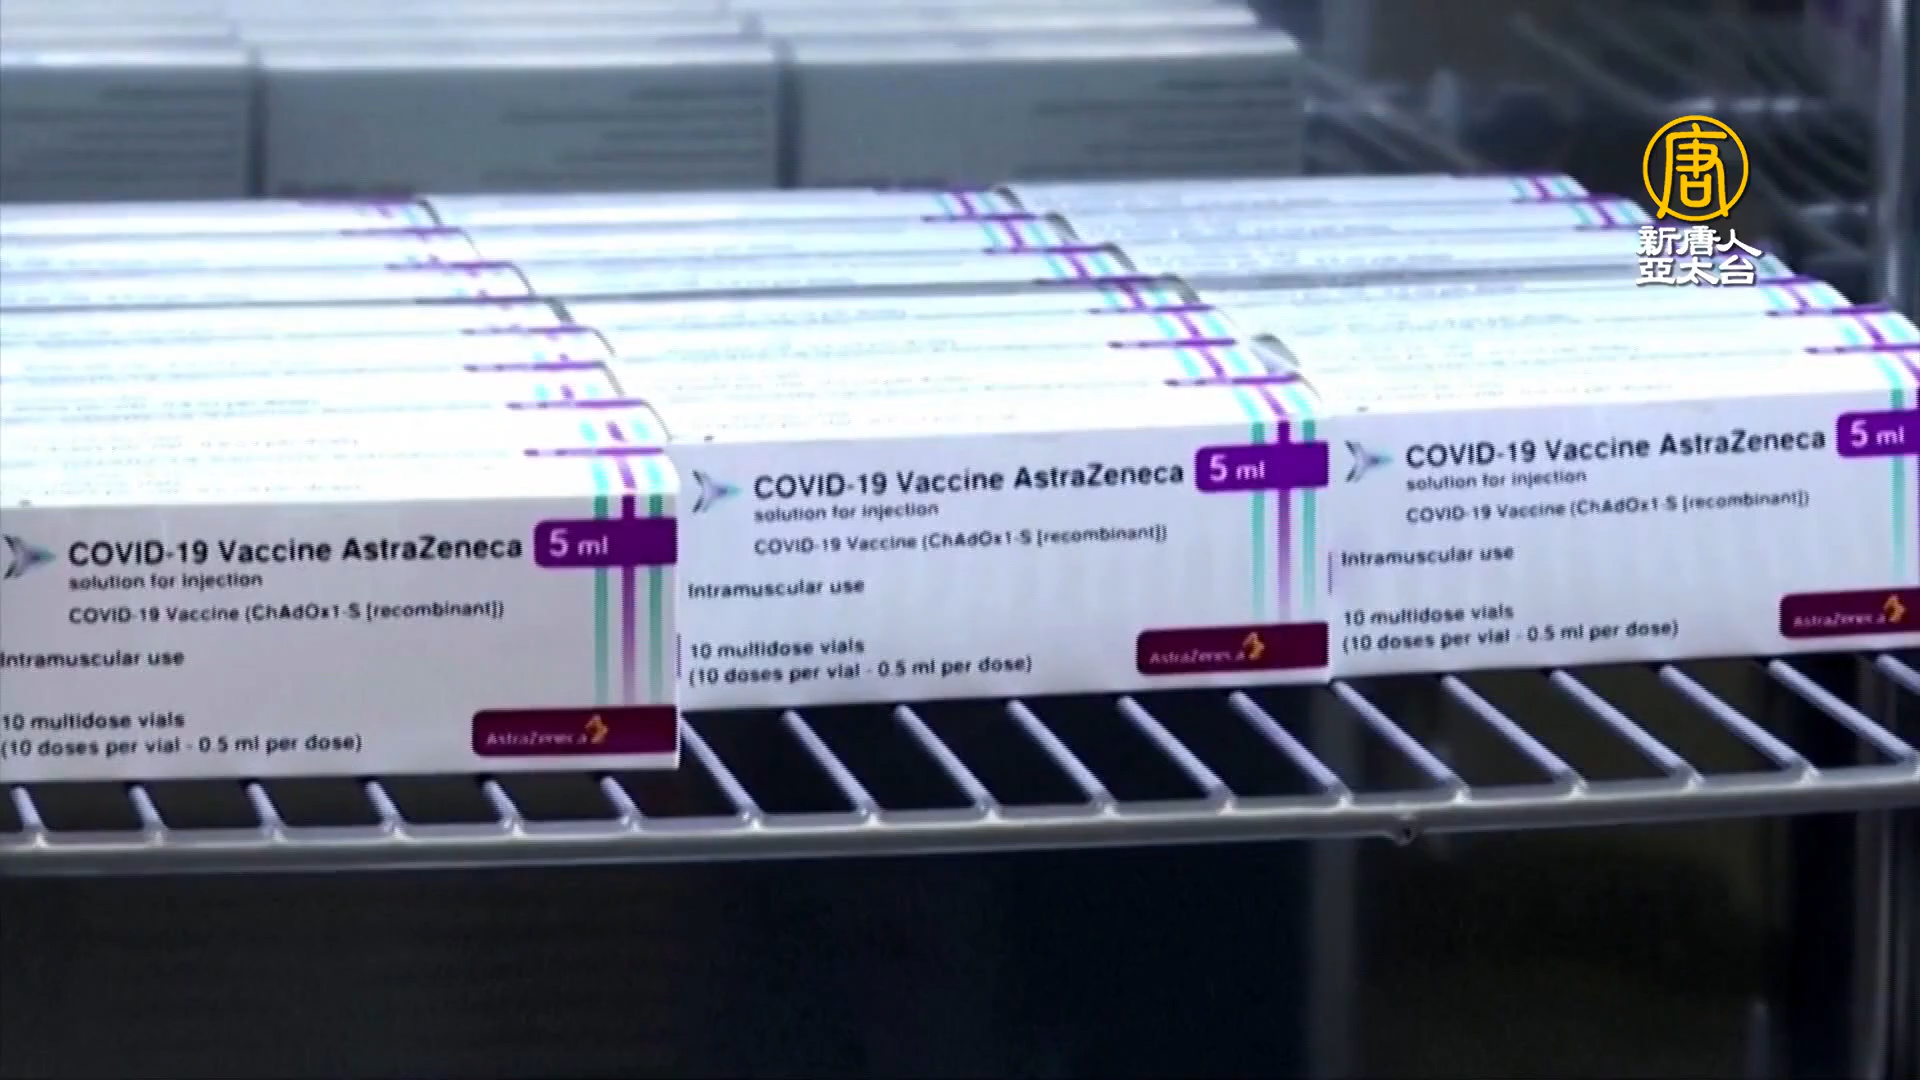 唐
新唐人
亞太台
COVID-19 Vaccine AstraZeneca
solution for injection
COVID-19 Vaccine (ChAdOx1-S [recombinant])
Intramuscular use
10 multidose vials
(10 doses per vial - 0.5 ml per dose)
5 ml
AstraZeneca
COVID-19 Vaccine AstraZeneca
solution for injection
COVID-19 Vaccine (ChAdOx1-S [recombinant])
Intramuscular use
10 multidose vials
(10 doses per vial - 0.5 ml per dose)
5 ml
AstraZeneca
COVID-19 Vaccine AstraZeneca
solution for injection
COVID-19 Vaccine (ChAdOx1-S [recombinant])
Intramuscular use
10 multidose vials
(10 doses per vial - 0.5 ml per dose)
5 ml
AstraZeneca